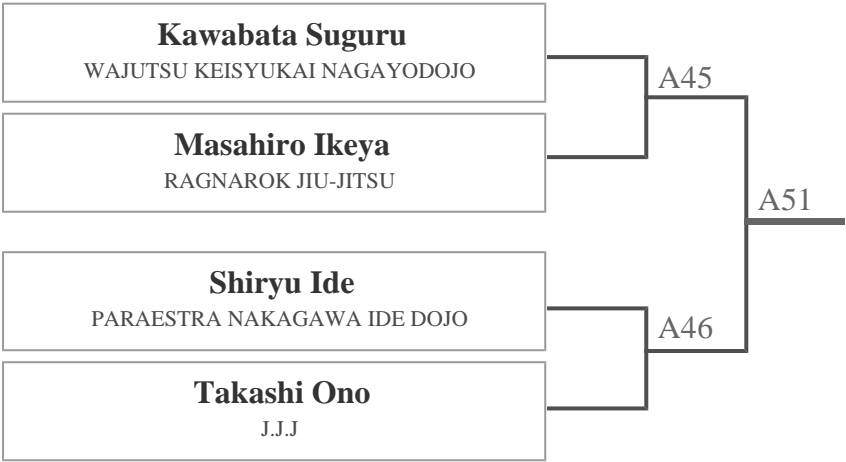 Kawabata Suguru
WAJUTSU KEISYUKAI NAGAYODOJO
A45
Masahiro Ikeya
RAGNAROK JIU-JITSU
A51
Shiryu Ide
PARAESTRA NAKAGAWA IDE DOJO
A46
Takashi Ono
J.J.J